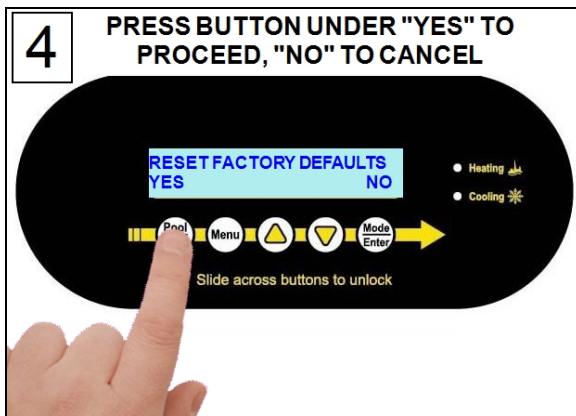 4
PRESS BUTTON UNDER "YES" TO
PROCEED, "NO" TO CANCEL
RESET FACTORY DEFAULTS
YES NO
Heating
Cooling
Pool
Menu
Mode
Enter
Slide across buttons to unlock